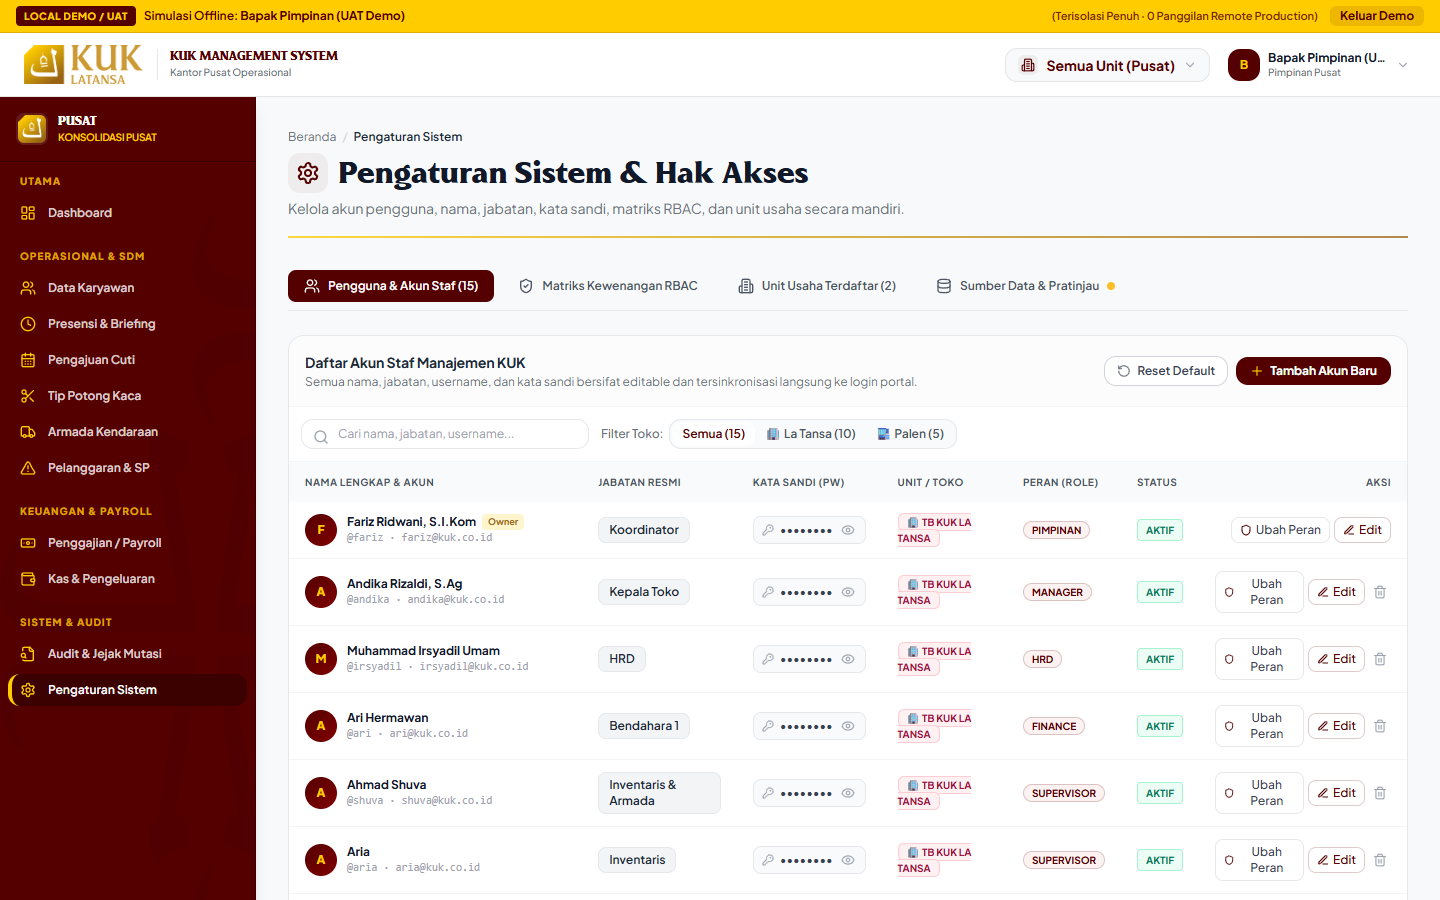 LOCAL DEMO / UAT Simulasi Offline: Bapak Pimpinan (UAT Demo) (Terisolasi Penuh · 0 Panggilan Remote Production) Keluar Demo
KUK LATANSA
KUK MANAGEMENT SYSTEM
Kantor Pusat Operasional
Semua Unit (Pusat)
B
Bapak Pimpinan (U...
Pimpinan Pusat
PUSAT
KONSOLIDASI PUSAT
UTAMA
Dashboard
OPERASIONAL & SDM
Data Karyawan
Presensi & Briefing
Pengajuan Cuti
Tip Potong Kaca
Armada Kendaraan
Pelanggaran & SP
KEUANGAN & PAYROLL
Penggajian / Payroll
Kas & Pengeluaran
SISTEM & AUDIT
Audit & Jejak Mutasi
Pengaturan Sistem
Beranda / Pengaturan Sistem
Pengaturan Sistem & Hak Akses
Kelola akun pengguna, nama, jabatan, kata sandi, matriks RBAC, dan unit usaha secara mandiri.
Pengguna & Akun Staf (15) Matriks Kewenangan RBAC Unit Usaha Terdaftar (2) Sumber Data & Pratinjau
Daftar Akun Staf Manajemen KUK
Semua nama, jabatan, username, dan kata sandi bersifat editable dan tersinkronisasi langsung ke login portal.
Reset Default Tambah Akun Baru
Cari nama, jabatan, username... Filter Toko: Semua (15) La Tansa (10) Palen (5)
NAMA LENGKAP & AKUN JABATAN RESMI KATA SANDI (PW) UNIT / TOKO PERAN (ROLE) STATUS AKSI
F Fariz Ridwani, S.I.Kom Owner
@fariz · fariz@kuk.co.id
Koordinator •••••••• TB KUK LA TANSA PIMPINAN AKTIF Ubah Peran Edit
A Andika Rizaldi, S.Ag
@andika · andika@kuk.co.id
Kepala Toko •••••••• TB KUK LA TANSA MANAGER AKTIF Ubah Peran Edit
M Muhammad Irsyadil Umam
@irsyadil · irsyadil@kuk.co.id
HRD •••••••• TB KUK LA TANSA HRD AKTIF Ubah Peran Edit
A Ari Hermawan
@ari · ari@kuk.co.id
Bendahara 1 •••••••• TB KUK LA TANSA FINANCE AKTIF Ubah Peran Edit
A Ahmad Shuva
@shuva · shuva@kuk.co.id
Inventaris & Armada •••••••• TB KUK LA TANSA SUPERVISOR AKTIF Ubah Peran Edit
A Aria
@aria · aria@kuk.co.id
Inventaris •••••••• TB KUK LA TANSA SUPERVISOR AKTIF Ubah Peran Edit